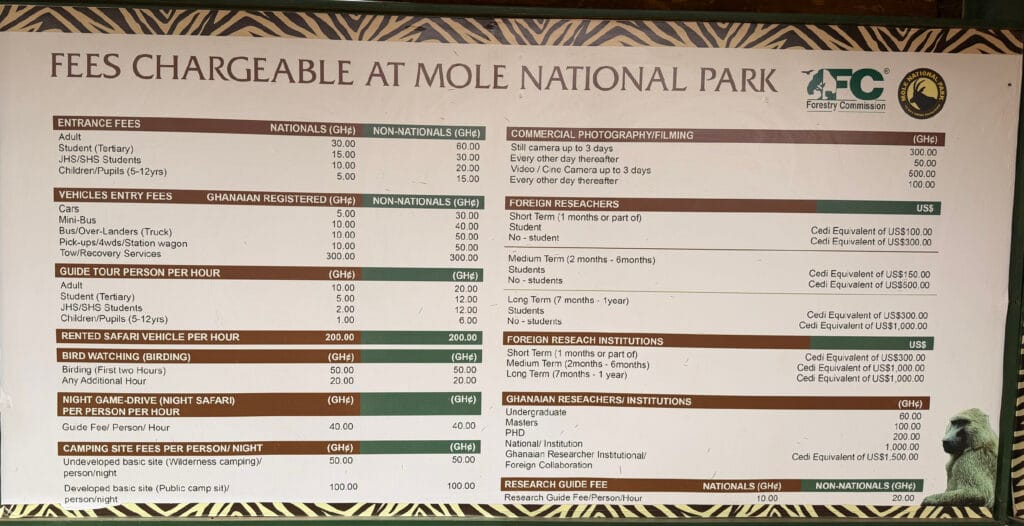 FEES CHARGEABLE AT MOLE NATIONAL PARK
FC®
Forestry Commission
MOLE NATIONAL PARK
ENTRANCE FEES NATIONALS (GH¢) NON-NATIONALS (GH¢)
Adult 30.00 60.00
Student (Tertiary) 15.00 30.00
JHS/SHS Students 10.00 20.00
Children/Pupils (5-12yrs) 5.00 15.00
VEHICLES ENTRY FEES GHANAIAN REGISTERED (GH¢) NON-NATIONALS (GH¢)
Cars 5.00 30.00
Mini-Bus 10.00 40.00
Bus/Over-Landers (Truck) 10.00 50.00
Pick-ups/4wds/Station wagon 10.00 50.00
Tow/Recovery Services 300.00 300.00
GUIDE TOUR PERSON PER HOUR (GH¢) (GH¢)
Adult 10.00 20.00
Student (Tertiary) 5.00 12.00
JHS/SHS Students 2.00 12.00
Children/Pupils (5-12yrs) 1.00 6.00
RENTED SAFARI VEHICLE PER HOUR 200.00 200.00
BIRD WATCHING (BIRDING) (GH¢) (GH¢)
Birding (First two Hours) 50.00 50.00
Any Additional Hour 20.00 20.00
NIGHT GAME-DRIVE (NIGHT SAFARI) (GH¢) (GH¢)
PER PERSON PER HOUR
Guide Fee/ Person/ Hour 40.00 40.00
CAMPING SITE FEES PER PERSON/ NIGHT (GH¢) (GH¢)
Undeveloped basic site (Wilderness camping)/ 50.00 50.00
person/night
Developed basic site (Public camp sit)/ 100.00 100.00
person/night
COMMERCIAL PHOTOGRAPHY/FILMING (GH¢)
Still camera up to 3 days 300.00
Every other day thereafter 50.00
Video / Cine Camera up to 3 days 500.00
Every other day thereafter 100.00
FOREIGN RESEACHERS US$
Short Term (1 months or part of)
Student Cedi Equivalent of US$100.00
No - student Cedi Equivalent of US$300.00
Medium Term (2 months - 6months)
Students Cedi Equivalent of US$150.00
No - students Cedi Equivalent of US$500.00
Long Term (7 months - 1year)
Students Cedi Equivalent of US$300.00
No - students Cedi Equivalent of US$1,000.00
FOREIGN RESEACH INSTITUTIONS US$
Short Term (1 months or part of) Cedi Equivalent of US$300.00
Medium Term (2months - 6months) Cedi Equivalent of US$1,000.00
Long Term (7months - 1 year) Cedi Equivalent of US$1,000.00
GHANAIAN RESEACHERS/ INSTITUTIONS (GH¢)
Undergraduate 60.00
Masters 100.00
PHD 200.00
National/ Institution 1,000.00
Ghanaian Researcher Institutional/ Cedi Equivalent of US$1,500.00
Foreign Collaboration
RESEARCH GUIDE FEE NATIONALS (GH¢) NON-NATIONALS (GH¢)
Research Guide Fee/Person/Hour 10.00 20.00